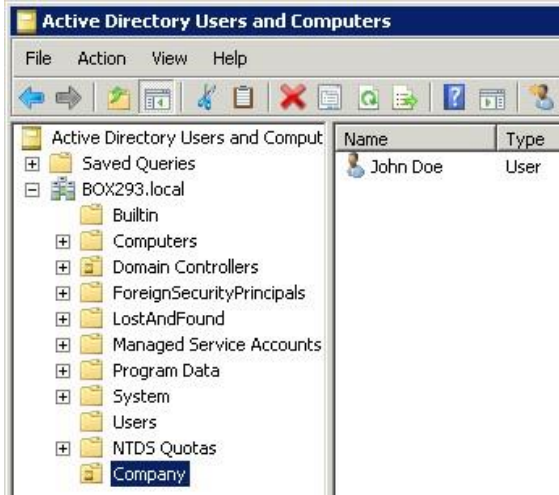 Active Directory Users and Computers
File Action View Help
Active Directory Users and Comput
Name Type
Saved Queries
John Doe User
BOX293.local
Builtin
Computers
Domain Controllers
ForeignSecurityPrincipals
LostAndFound
Managed Service Accounts
Program Data
System
Users
NTDS Quotas
Company